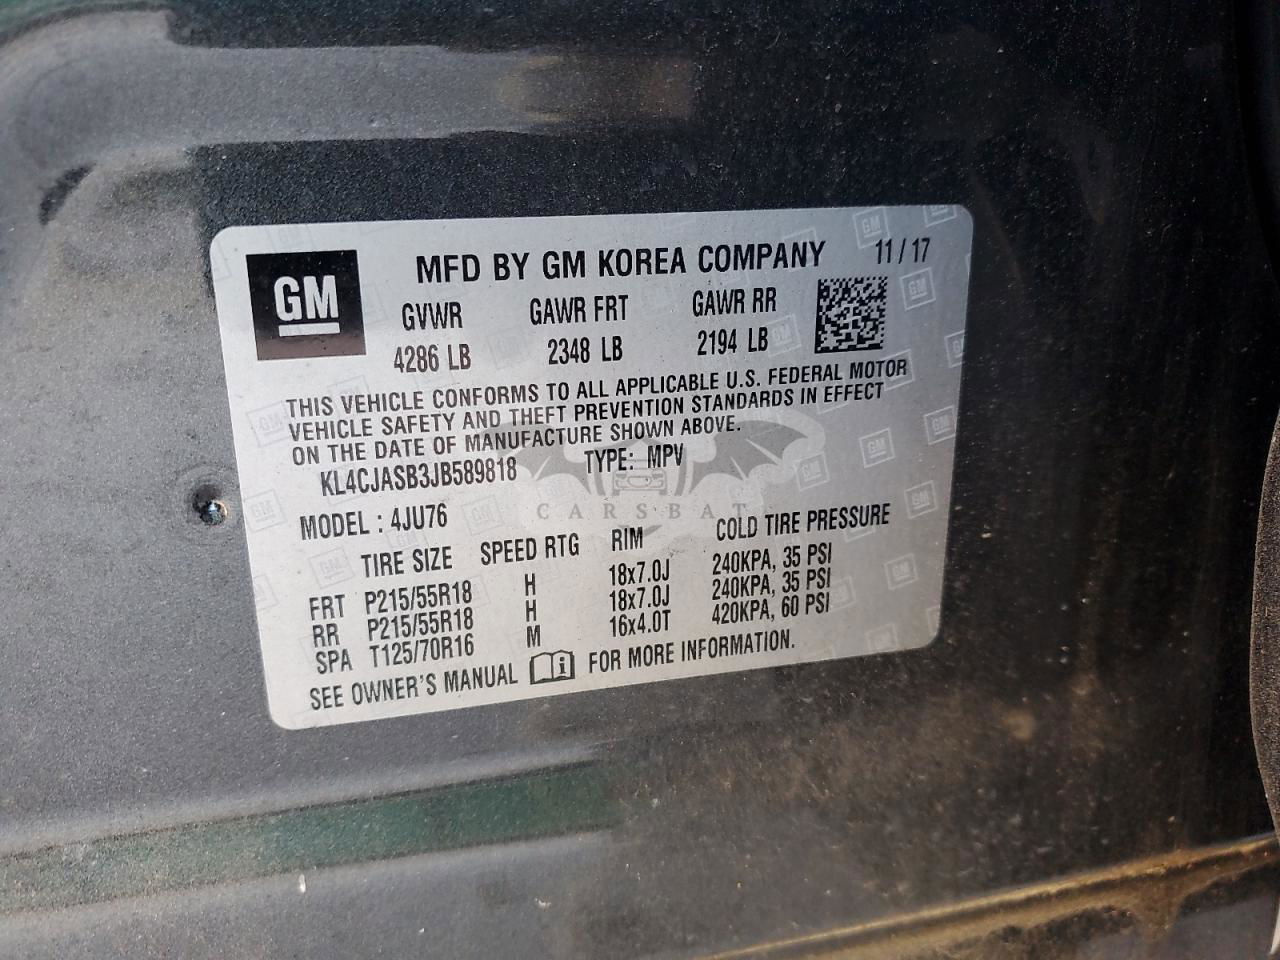 GM
MFD BY GM KOREA COMPANY 11/17
GVWR GAWR FRT GAWR RR
4286 LB 2348 LB 2194 LB
THIS VEHICLE CONFORMS TO ALL APPLICABLE U.S. FEDERAL MOTOR
VEHICLE SAFETY AND THEFT PREVENTION STANDARDS IN EFFECT
ON THE DATE OF MANUFACTURE SHOWN ABOVE.
KL4CJASB3JB589818 TYPE: MPV
CARSBAT
MODEL : 4JU76
TIRE SIZE SPEED RTG RIM COLD TIRE PRESSURE
FRT P215/55R18 H 18x7.0J 240KPA, 35 PSI
RR P215/55R18 H 18x7.0J 240KPA, 35 PSI
SPA T125/70R16 M 16x4.0T 420KPA, 60 PSI
SEE OWNER'S MANUAL i FOR MORE INFORMATION.